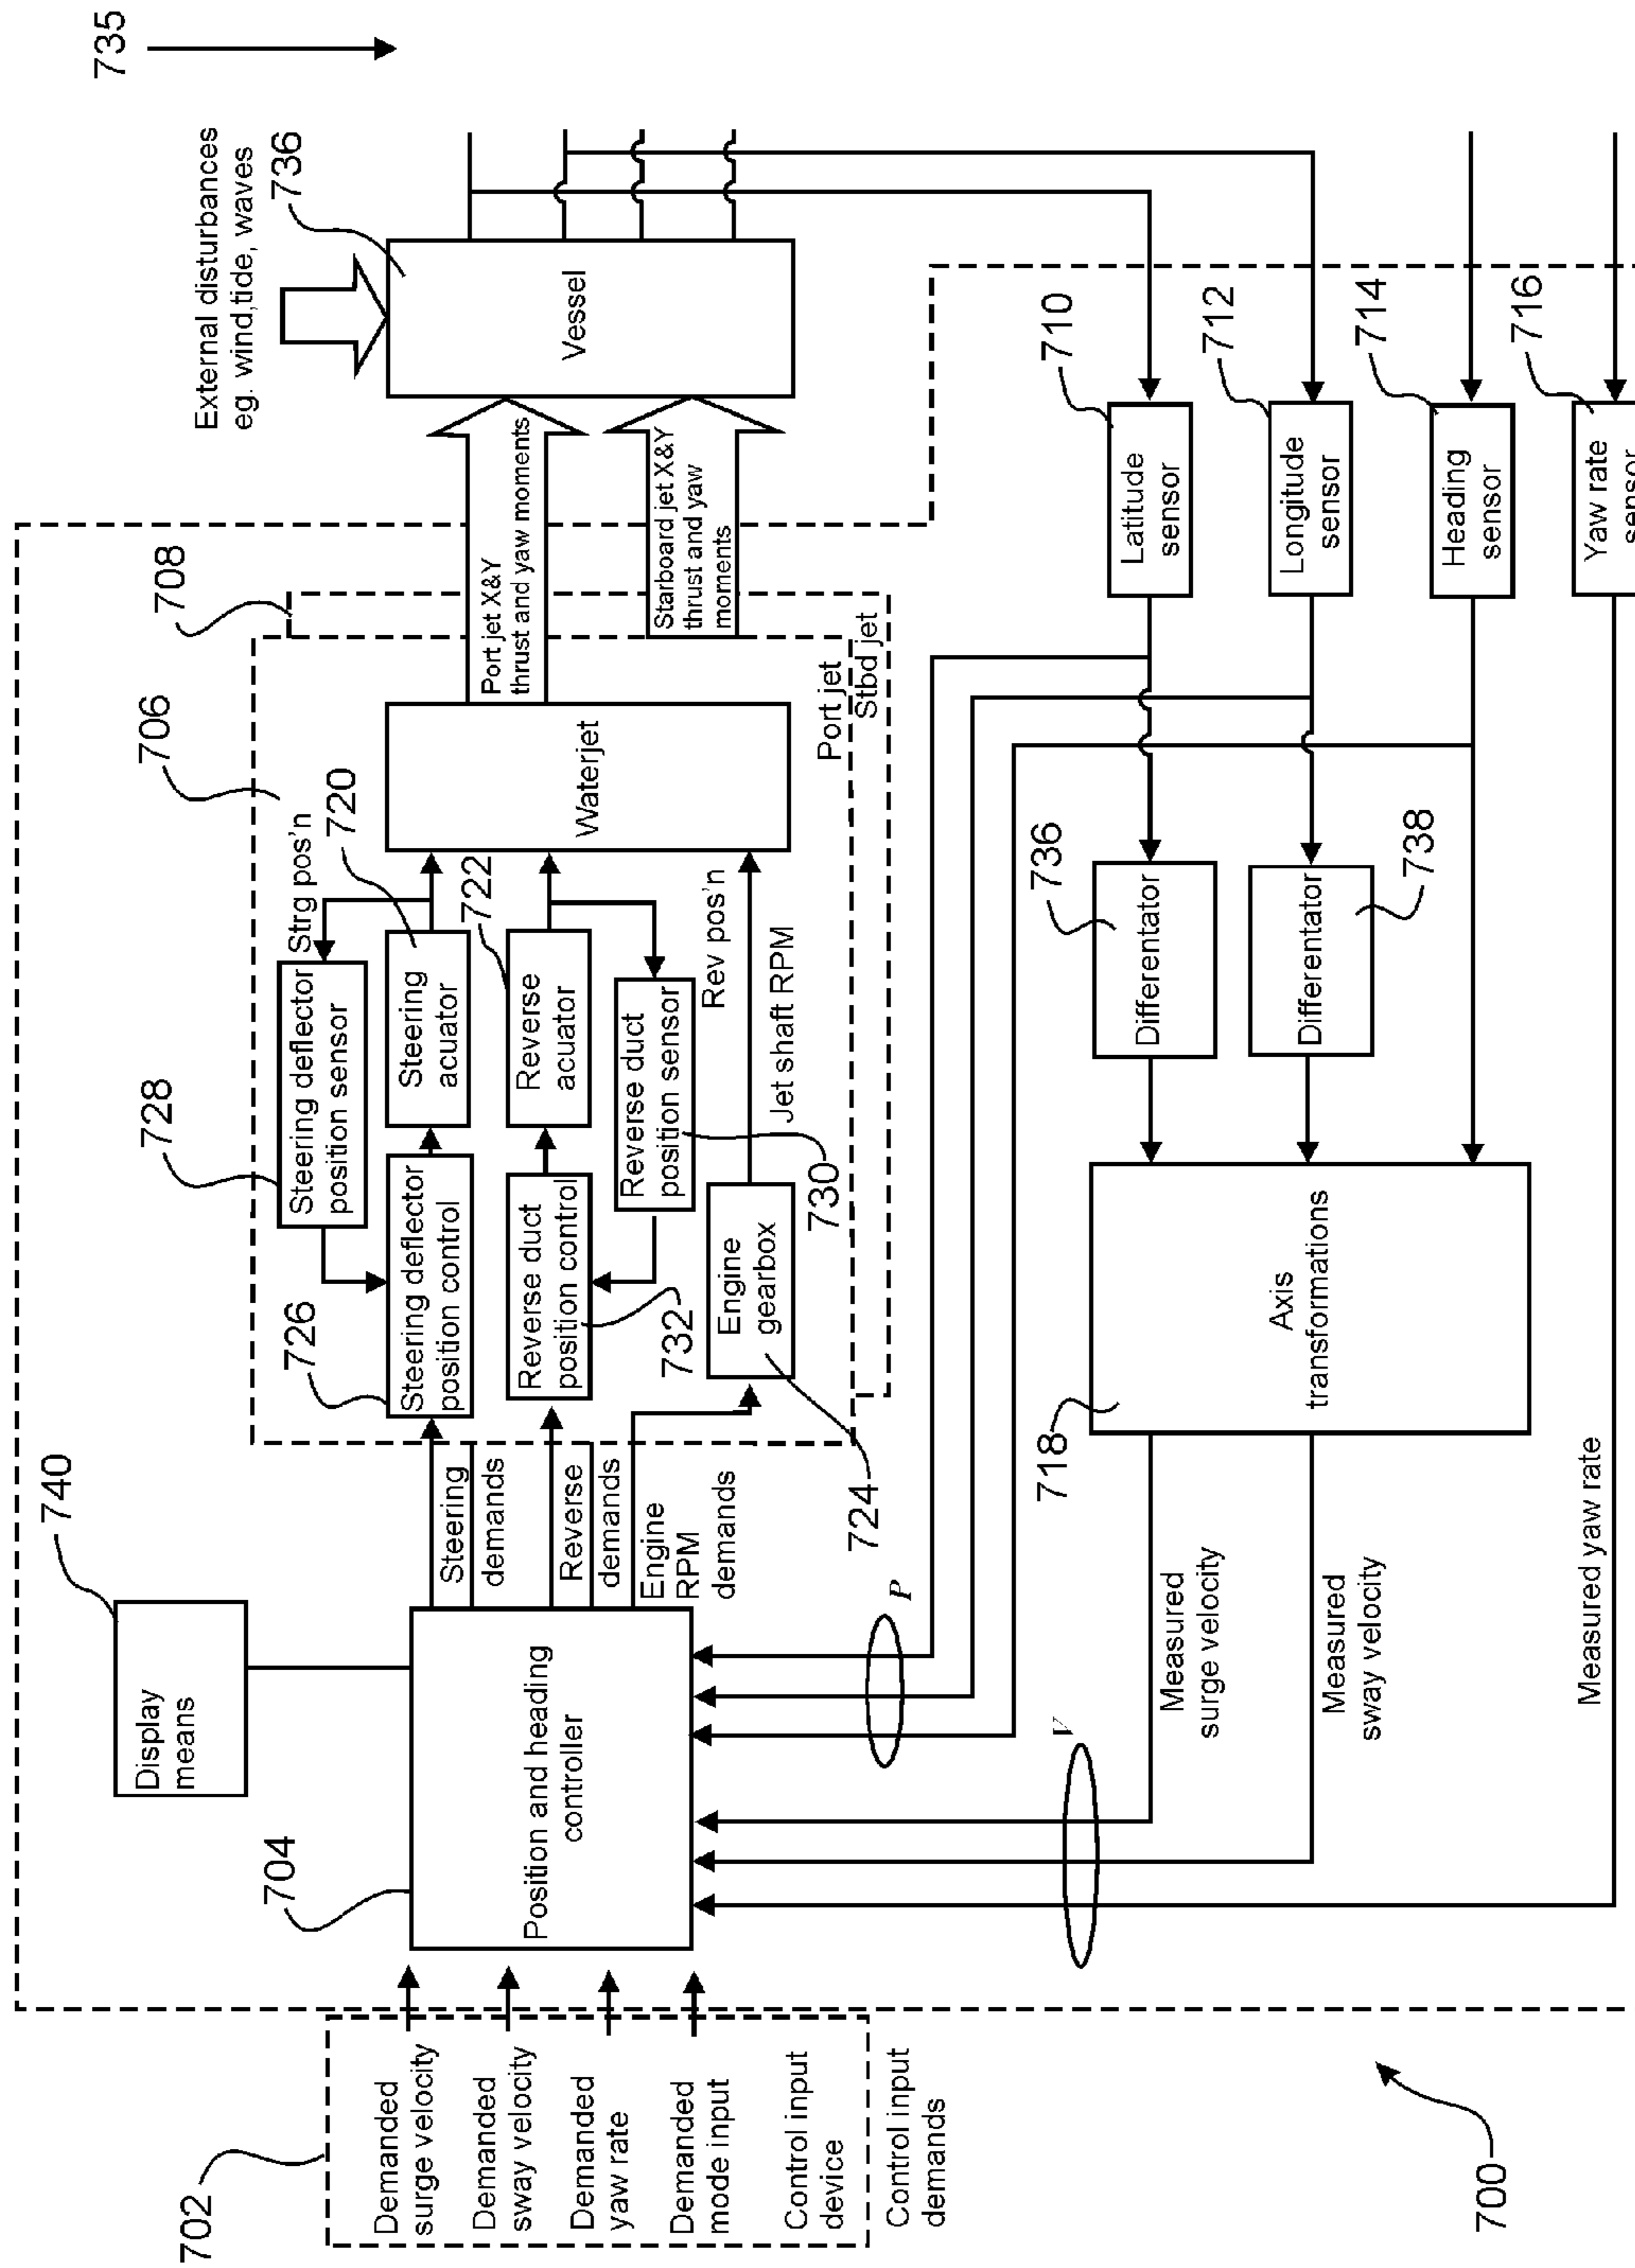 735
External disturbances
eg. wind,tide, waves
736
Vessel
Port jet X&Y
thrust and yaw moments
Starboard jet X&Y
thrust and yaw
moments
708
706
Port jet
Stbd jet
Waterjet
Strg pos'n
720
722
Rev pos'n
Jet shaft RPM
728
Steering deflector
position sensor
Steering
acuator
Reverse
acuator
Reverse duct
position sensor
730
726
Steering deflector
position control
Reverse duct
position control
732
Engine
gearbox
724
740
Display
means
Steering
demands
Reverse
demands
Engine
RPM
demands
704
Position and heading
controller
702
Demanded
surge velocity
Demanded
sway velocity
Demanded
yaw rate
Demanded
mode input
Control input
device
Control input
demands
P
V
710
Latitude
sensor
712
Longitude
sensor
714
Heading
sensor
716
Yaw rate
sensor
736
Differentator
738
Differentator
718
Axis
transformations
Measured
surge velocity
Measured
sway velocity
Measured yaw rate
700